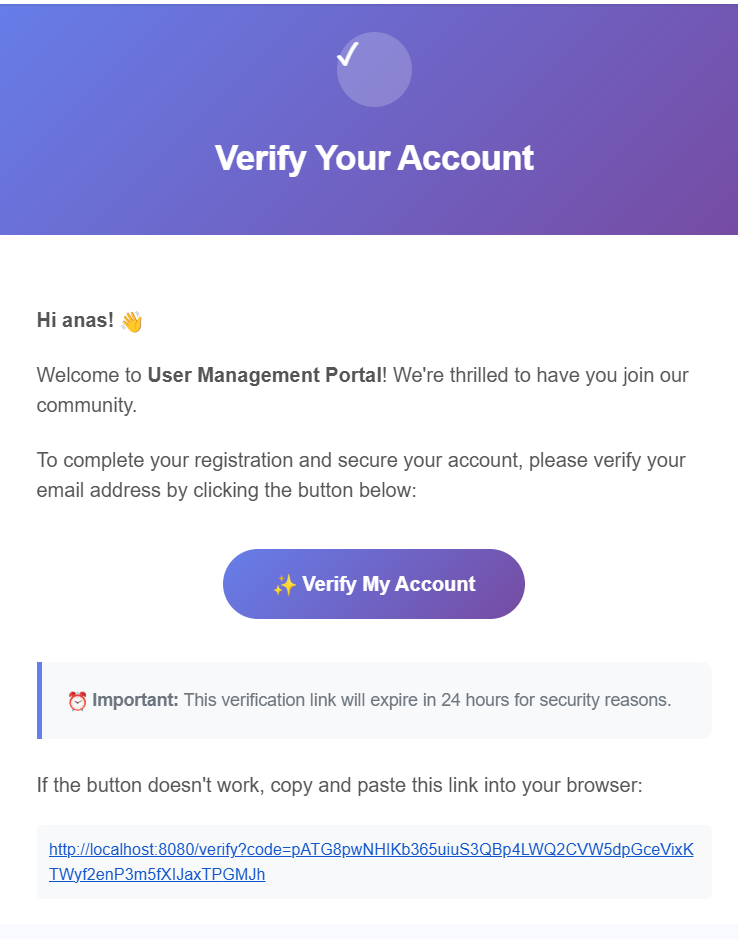 ✓
Verify Your Account
Hi anas! 👋
Welcome to User Management Portal! We're thrilled to have you join our
community.
To complete your registration and secure your account, please verify your
email address by clicking the button below:
✨ Verify My Account
⏰ Important: This verification link will expire in 24 hours for security reasons.
If the button doesn't work, copy and paste this link into your browser:
http://localhost:8080/verify?code=pATG8pwNHIKb365uiuS3QBp4LWQ2CVW5dpGceVixK
TWyf2enP3m5fXIJaxTPGMJh